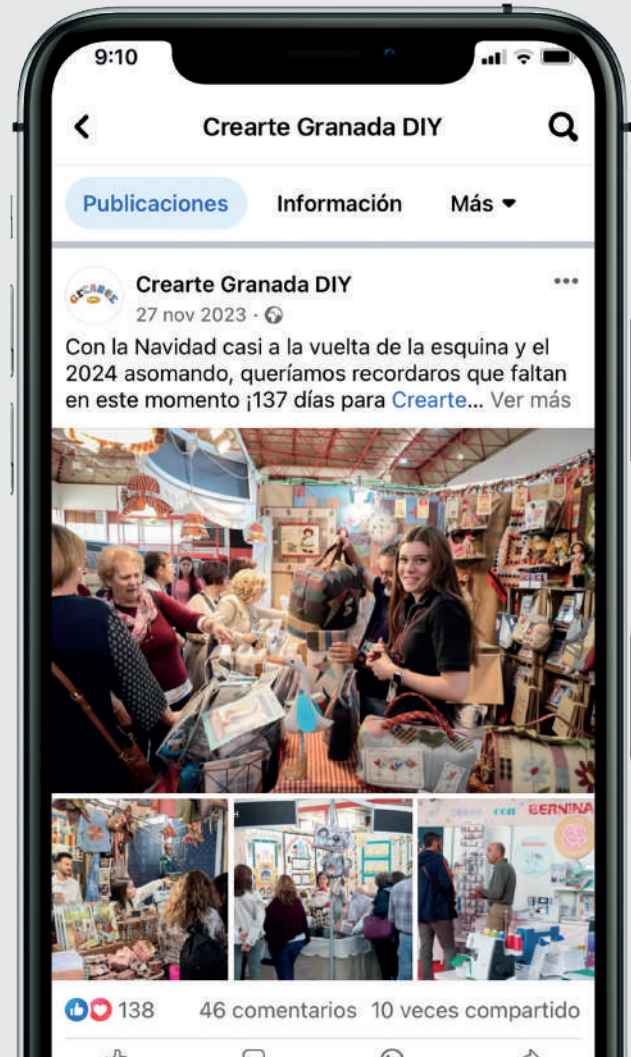 9:10
Crearte Granada DIY
Publicaciones Información Más
CREARTE
Crearte Granada DIY
27 nov 2023 ·
Con la Navidad casi a la vuelta de la esquina y el
2024 asomando, queríamos recordaros que faltan
en este momento ¡137 días para Crearte... Ver más
con BERNINA
138 46 comentarios 10 veces compartido